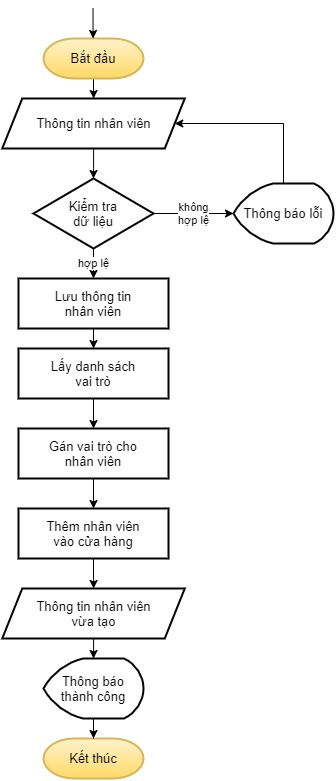 Bắt đầu
Thông tin nhân viên
Kiểm tra
dữ liệu
không
hợp lệ
Thông báo lỗi
hợp lệ
Lưu thông tin
nhân viên
Lấy danh sách
vai trò
Gán vai trò cho
nhân viên
Thêm nhân viên
vào cửa hàng
Thông tin nhân viên
vừa tạo
Thông báo
thành công
Kết thúc